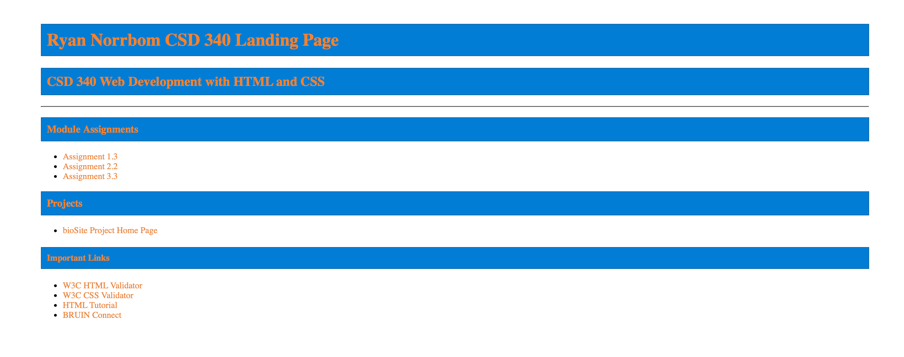 Ryan Norrbom CSD 340 Landing Page
CSD 340 Web Development with HTML and CSS
Module Assignments
Assignment 1.3
Assignment 2.2
Assignment 3.3
Projects
bioSite Project Home Page
Important Links
W3C HTML Validator
W3C CSS Validator
HTML Tutorial
BRUIN Connect